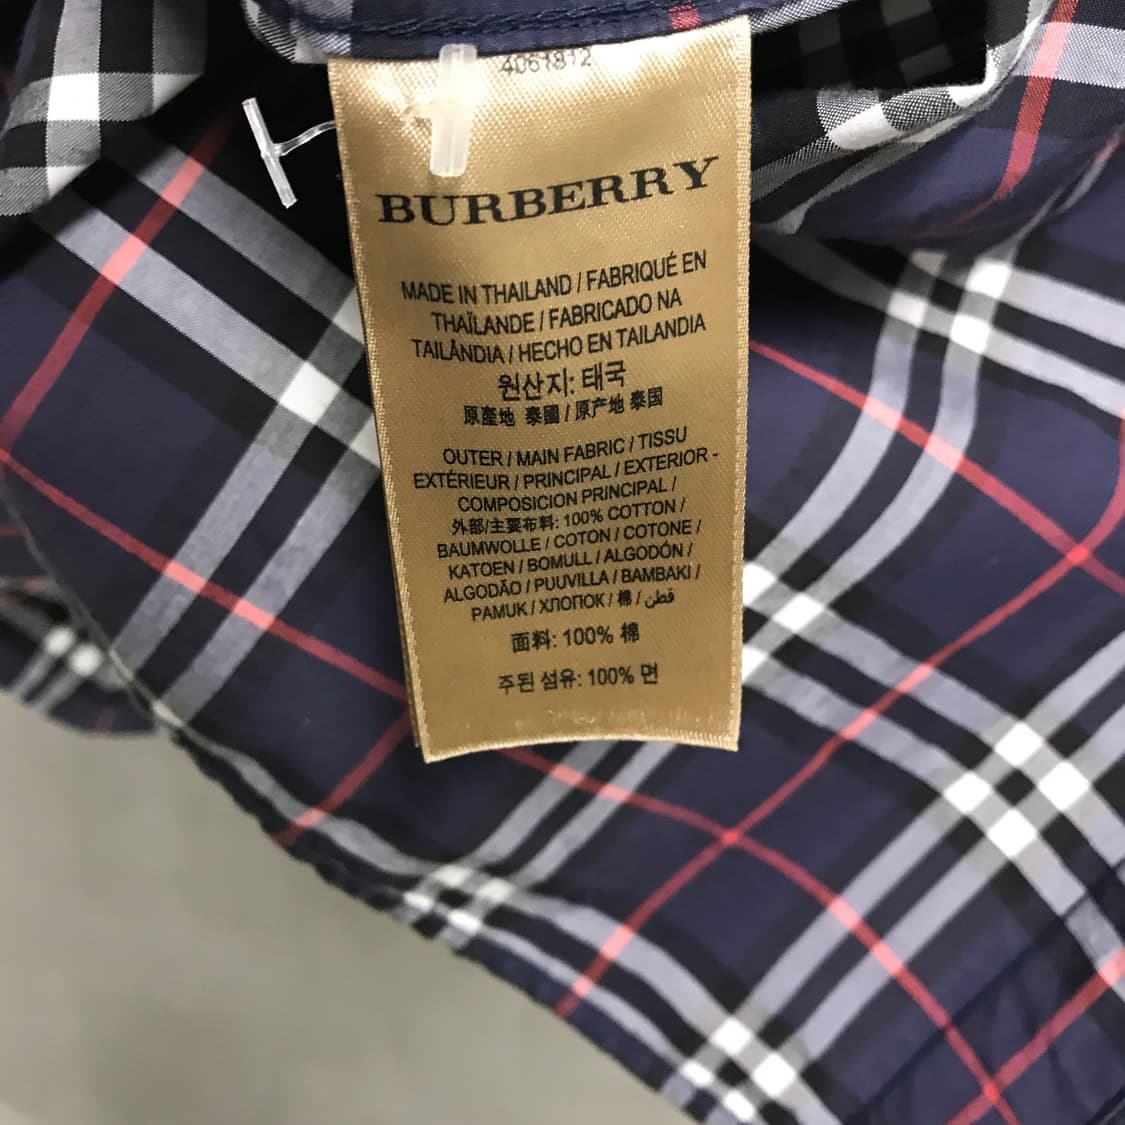 4061812
BURBERRY
MADE IN THAILAND / FABRIQUÉ EN
THAÏLANDE / FABRICADO NA
TAILÂNDIA / HECHO EN TAILANDIA
원산지: 태국
原產地 泰國 / 原产地 泰国
OUTER / MAIN FABRIC / TISSU
EXTÉRIEUR / PRINCIPAL / EXTERIOR -
COMPOSICION PRINCIPAL /
外部/主要布料: 100% COTTON /
BAUMWOLLE / COTON / COTONE /
KATOEN / BOMULL / ALGODÓN /
ALGODÃO / PUUVILLA / BAMBAKI /
PAMUK / ХЛОПОК / 棉 / قطن
面料: 100% 棉
주된 섬유: 100% 면